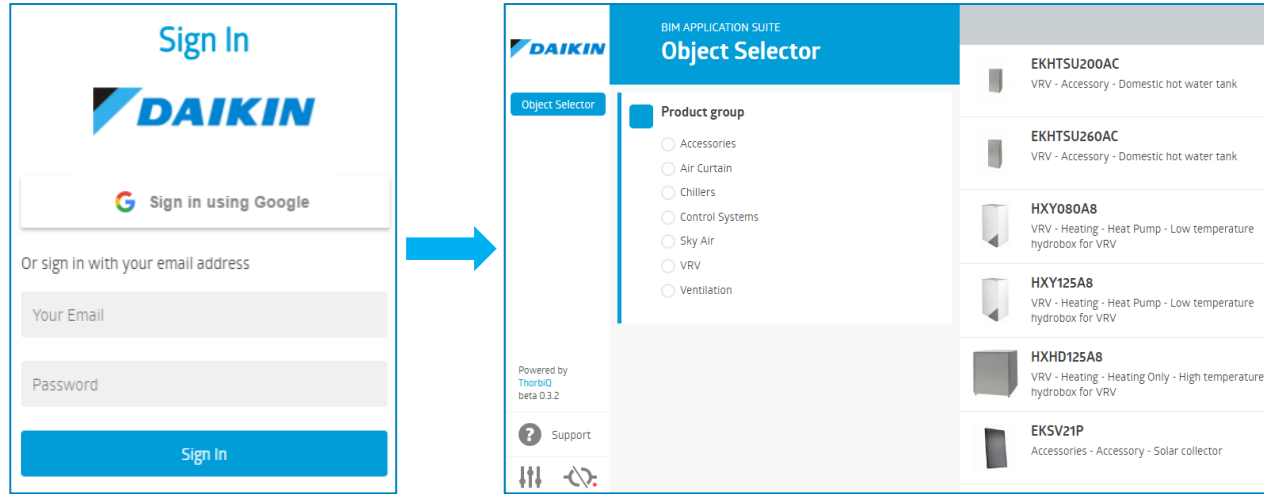 Sign In
DAIKIN
Sign in using Google
Or sign in with your email address
Your Email
Password
Sign In
DAIKIN
Object Selector
Powered by
ThorbiQ
beta 0.3.2
Support
BIM APPLICATION SUITE
Object Selector
Product group
Accessories
Air Curtain
Chillers
Control Systems
Sky Air
VRV
Ventilation
EKHTSU200AC
VRV - Accessory - Domestic hot water tank
EKHTSU260AC
VRV - Accessory - Domestic hot water tank
HXY080A8
VRV - Heating - Heat Pump - Low temperature
hydrobox for VRV
HXY125A8
VRV - Heating - Heat Pump - Low temperature
hydrobox for VRV
HXHD125A8
VRV - Heating - Heating Only - High temperature
hydrobox for VRV
EKSV21P
Accessories - Accessory - Solar collector